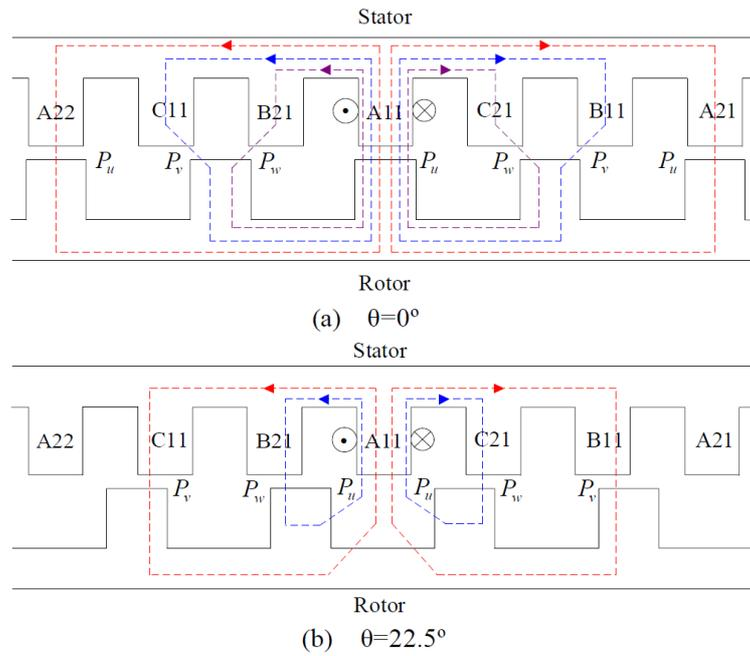 Stator
A22 C11 B21 A11 C21 B11 A21
Pu Pv Pw Pu Pw Pv Pu
Rotor
(a) θ=0º
Stator
A22 C11 B21 A11 C21 B11 A21
Pv Pw Pu Pu Pw Pv
Rotor
(b) θ=22.5º